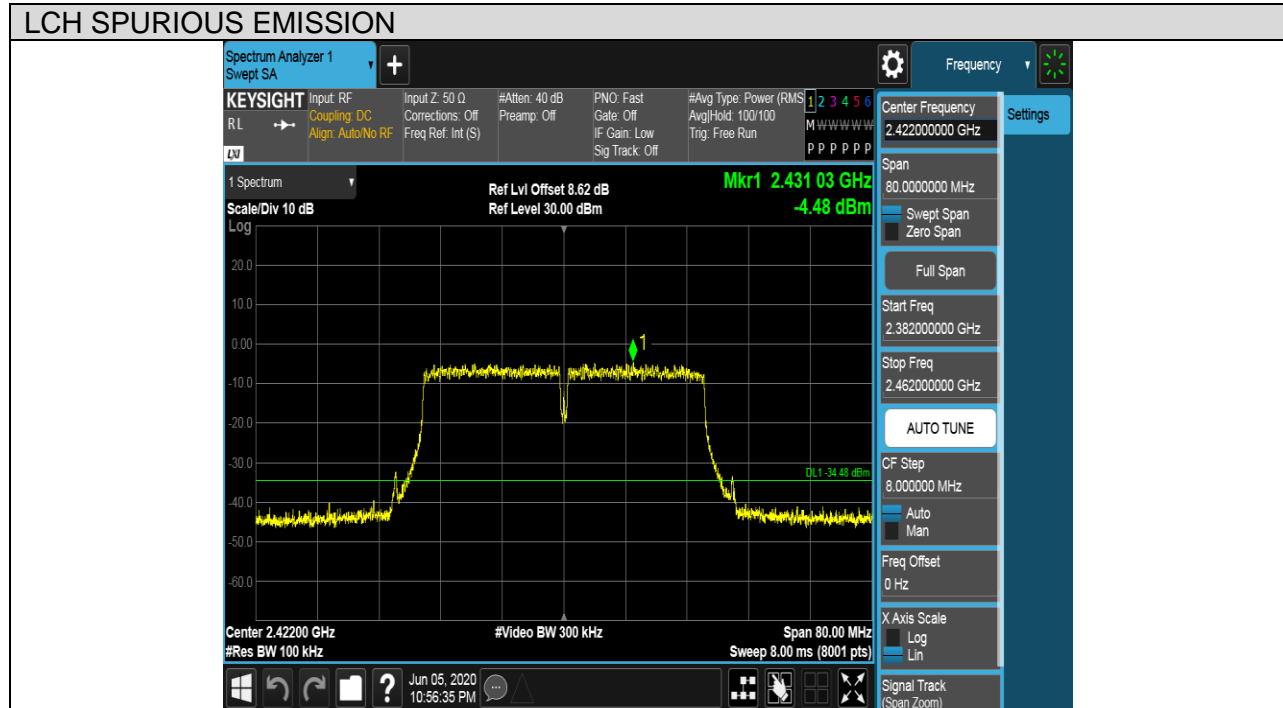 LCH SPURIOUS EMISSION
Spectrum Analyzer 1
Swept SA
+
Frequency
KEYSIGHT
RL
LXI
Input: RF
Coupling: DC
Align: Auto/No RF
Input Z: 50 Ω
Corrections: Off
Freq Ref: Int (S)
#Atten: 40 dB
Preamp: Off
PNO: Fast
Gate: Off
IF Gain: Low
Sig Track: Off
#Avg Type: Power (RMS
Avg|Hold: 100/100
Trig: Free Run
1 2 3 4 5 6
M W W W W W
P P P P P P
1 Spectrum
Scale/Div 10 dB
Log
Ref Lvl Offset 8.62 dB
Ref Level 30.00 dBm
Mkr1 2.431 03 GHz
-4.48 dBm
20.0
10.0
0.00
-10.0
-20.0
-30.0
-40.0
-50.0
-60.0
1
DL1 -34.48 dBm
Center 2.42200 GHz
#Res BW 100 kHz
#Video BW 300 kHz
Span 80.00 MHz
Sweep 8.00 ms (8001 pts)
?
Jun 05, 2020
10:56:35 PM
Center Frequency
2.422000000 GHz
Settings
Span
80.0000000 MHz
Swept Span
Zero Span
Full Span
Start Freq
2.382000000 GHz
Stop Freq
2.462000000 GHz
AUTO TUNE
CF Step
8.000000 MHz
Auto
Man
Freq Offset
0 Hz
X Axis Scale
Log
Lin
Signal Track
(Span Zoom)